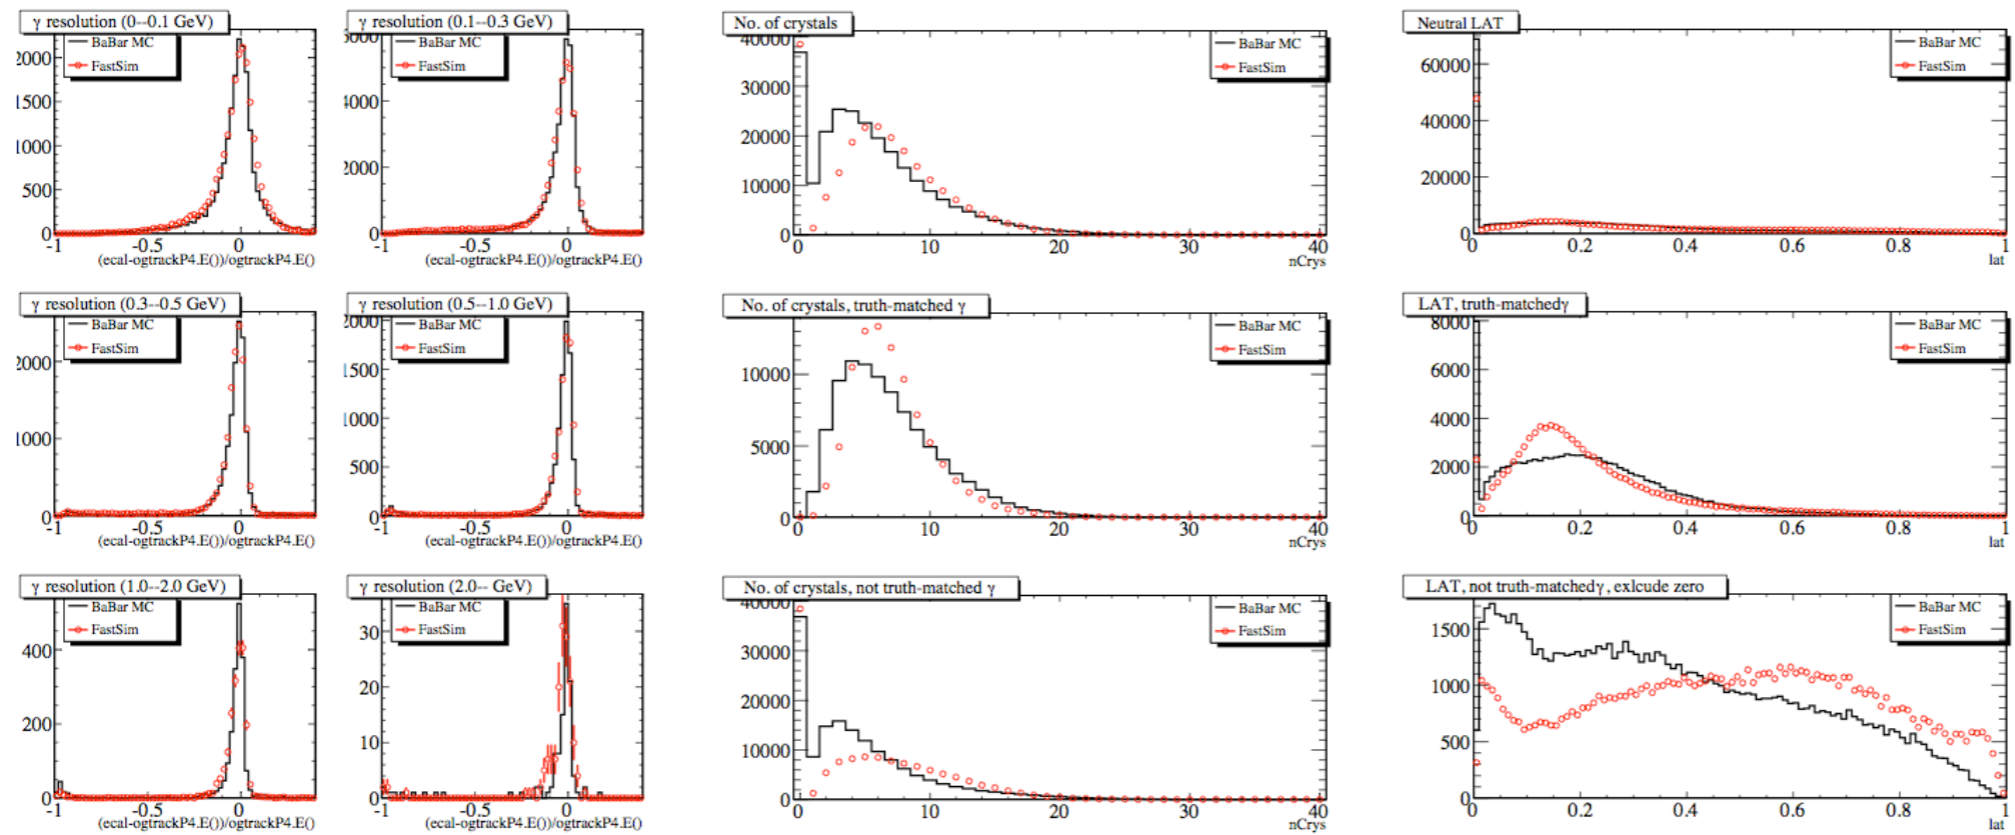 γ resolution (0--0.1 GeV)
BaBar MC
FastSim
2000
1500
1000
500
0
-1 -0.5 0
(ecal-ogtrackP4.E())/ogtrackP4.E()
γ resolution (0.1--0.3 GeV)
BaBar MC
FastSim
4000
2000
0
-1 -0.5 0
(ecal-ogtrackP4.E())/ogtrackP4.E()
No. of crystals
BaBar MC
FastSim
40000
30000
20000
10000
0
0 10 20 30 40
nCrys
Neutral LAT
BaBar MC
FastSim
60000
40000
20000
0
0 0.2 0.4 0.6 0.8 1
lat
γ resolution (0.3--0.5 GeV)
BaBar MC
FastSim
2000
1000
0
-1 -0.5 0
(ecal-ogtrackP4.E())/ogtrackP4.E()
γ resolution (0.5--1.0 GeV)
BaBar MC
FastSim
2000
1500
1000
500
0
-1 -0.5 0
(ecal-ogtrackP4.E())/ogtrackP4.E()
No. of crystals, truth-matched γ
BaBar MC
FastSim
10000
5000
0
0 10 20 30 40
nCrys
LAT, truth-matchedγ
BaBar MC
FastSim
8000
6000
4000
2000
0
0 0.2 0.4 0.6 0.8 1
lat
γ resolution (1.0--2.0 GeV)
BaBar MC
FastSim
400
200
0
-1 -0.5 0
(ecal-ogtrackP4.E())/ogtrackP4.E()
γ resolution (2.0-- GeV)
BaBar MC
FastSim
30
20
10
0
-1 -0.5 0
(ecal-ogtrackP4.E())/ogtrackP4.E()
No. of crystals, not truth-matched γ
BaBar MC
FastSim
40000
30000
20000
10000
0
0 10 20 30 40
nCrys
LAT, not truth-matchedγ, exlcude zero
BaBar MC
FastSim
1500
1000
500
0
0 0.2 0.4 0.6 0.8 1
lat